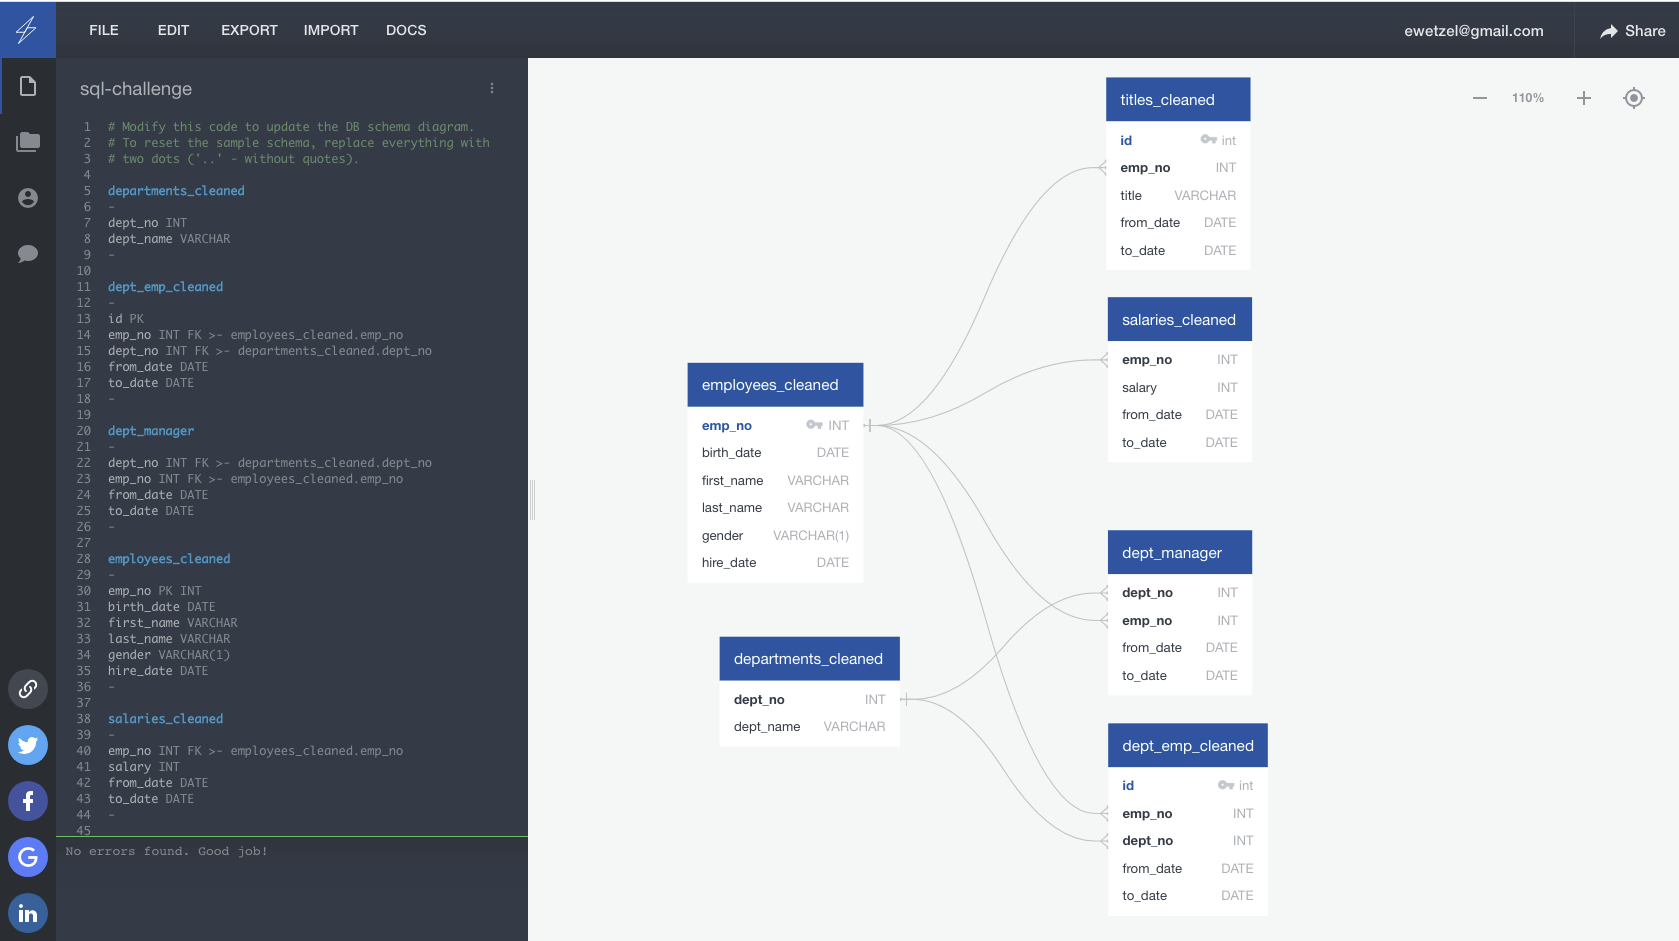 FILE EDIT EXPORT IMPORT DOCS ewetzel@gmail.com Share
sql-challenge
1 # Modify this code to update the DB schema diagram.
2 # To reset the sample schema, replace everything with
3 # two dots ('..' - without quotes).
4
5 departments_cleaned
6 -
7 dept_no INT
8 dept_name VARCHAR
9 -
10
11 dept_emp_cleaned
12 -
13 id PK
14 emp_no INT FK >- employees_cleaned.emp_no
15 dept_no INT FK >- departments_cleaned.dept_no
16 from_date DATE
17 to_date DATE
18 -
19
20 dept_manager
21 -
22 dept_no INT FK >- departments_cleaned.dept_no
23 emp_no INT FK >- employees_cleaned.emp_no
24 from_date DATE
25 to_date DATE
26 -
27
28 employees_cleaned
29 -
30 emp_no PK INT
31 birth_date DATE
32 first_name VARCHAR
33 last_name VARCHAR
34 gender VARCHAR(1)
35 hire_date DATE
36 -
37
38 salaries_cleaned
39 -
40 emp_no INT FK >- employees_cleaned.emp_no
41 salary INT
42 from_date DATE
43 to_date DATE
44 -
45
No errors found. Good job!
110%
titles_cleaned
id int
emp_no INT
title VARCHAR
from_date DATE
to_date DATE
salaries_cleaned
emp_no INT
salary INT
from_date DATE
to_date DATE
employees_cleaned
emp_no INT
birth_date DATE
first_name VARCHAR
last_name VARCHAR
gender VARCHAR(1)
hire_date DATE
dept_manager
dept_no INT
emp_no INT
from_date DATE
to_date DATE
departments_cleaned
dept_no INT
dept_name VARCHAR
dept_emp_cleaned
id int
emp_no INT
dept_no INT
from_date DATE
to_date DATE
f
G
in